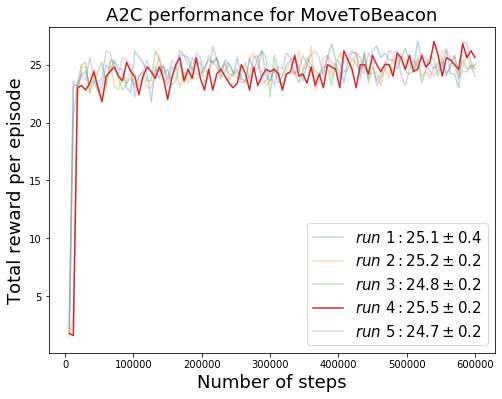 A2C performance for MoveToBeacon
Total reward per episode
25
20
15
10
5
0 100000 200000 300000 400000 500000 600000
Number of steps
run 1 : 25.1 ± 0.4
run 2 : 25.2 ± 0.2
run 3 : 24.8 ± 0.2
run 4 : 25.5 ± 0.2
run 5 : 24.7 ± 0.2